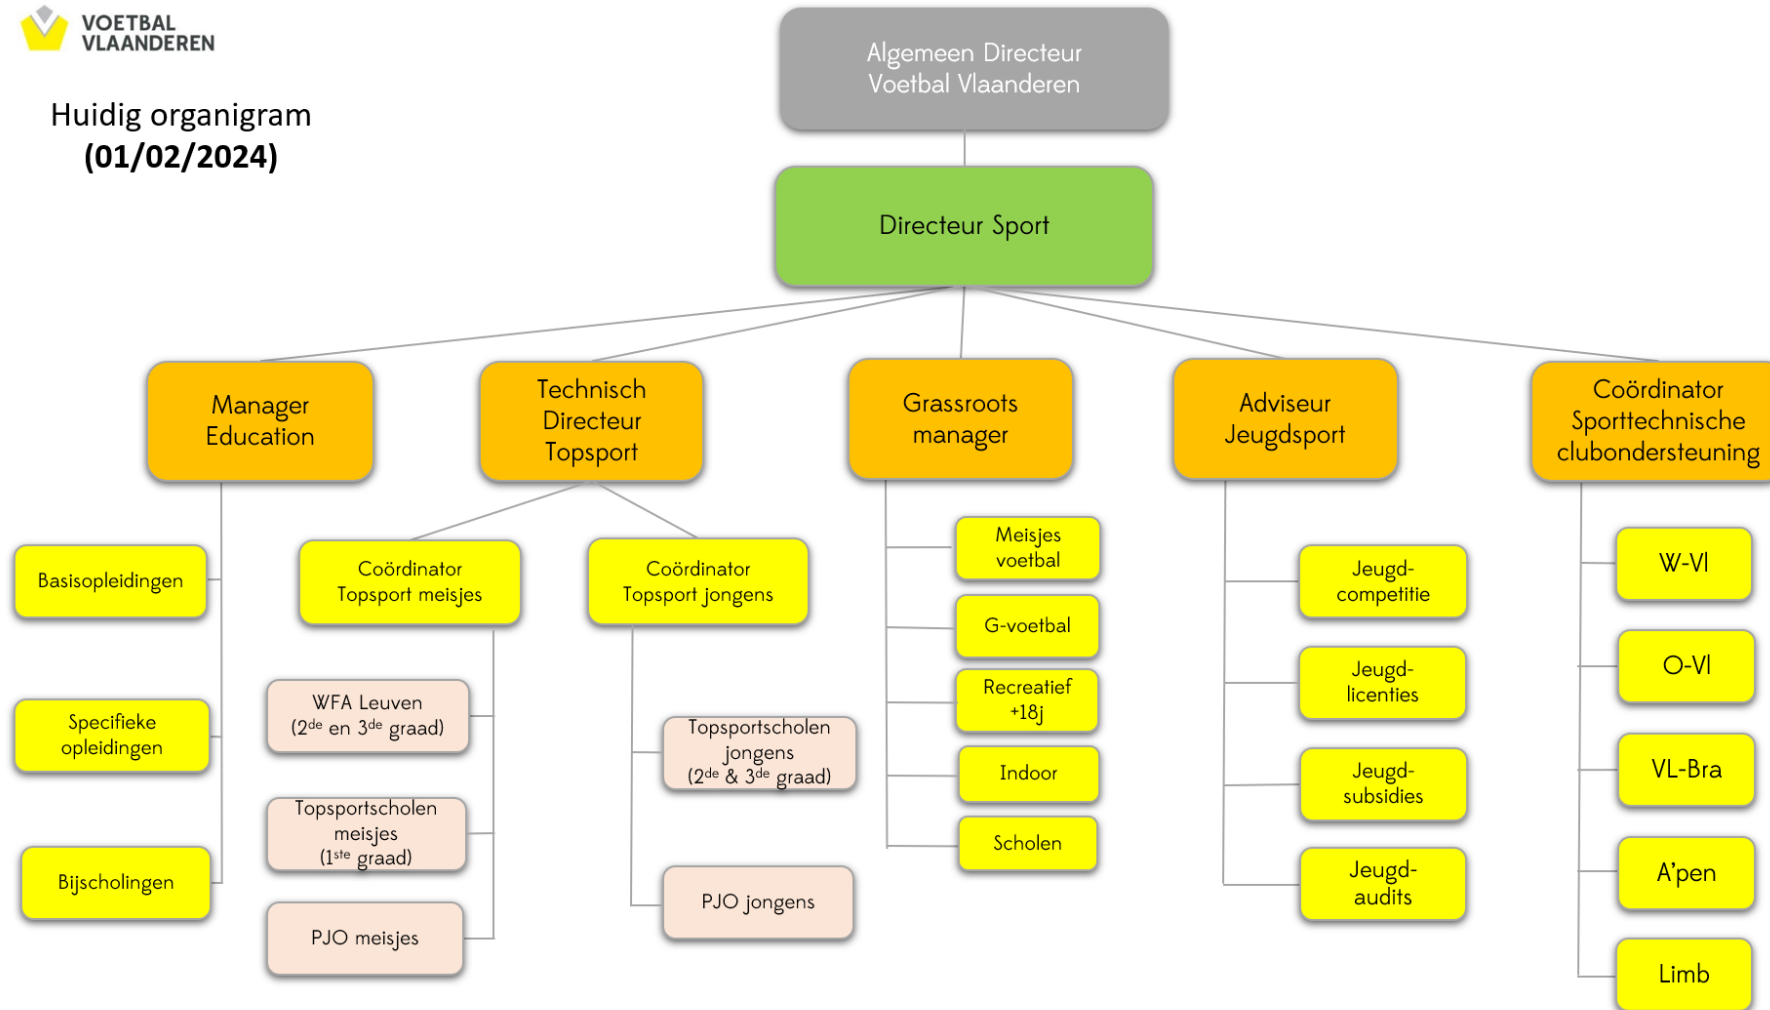 VOETBAL
VLAANDEREN
Huidig organigram
(01/02/2024)
Algemeen Directeur
Voetbal Vlaanderen
Directeur Sport
Manager
Education
Technisch
Directeur
Topsport
Grassroots
manager
Adviseur
Jeugdsport
Coördinator
Sporttechnische
clubondersteuning
Basisopleidingen
Specifieke
opleidingen
Bijscholingen
Coördinator
Topsport meisjes
WFA Leuven
(2de en 3de graad)
Topsportscholen
meisjes
(1ste graad)
PJO meisjes
Coördinator
Topsport jongens
Topsportscholen
jongens
(2de & 3de graad)
PJO jongens
Meisjes
voetbal
G-voetbal
Recreatief
+18j
Indoor
Scholen
Jeugd-
competitie
Jeugd-
licenties
Jeugd-
subsidies
Jeugd-
audits
W-Vl
O-Vl
VL-Bra
A'pen
Limb